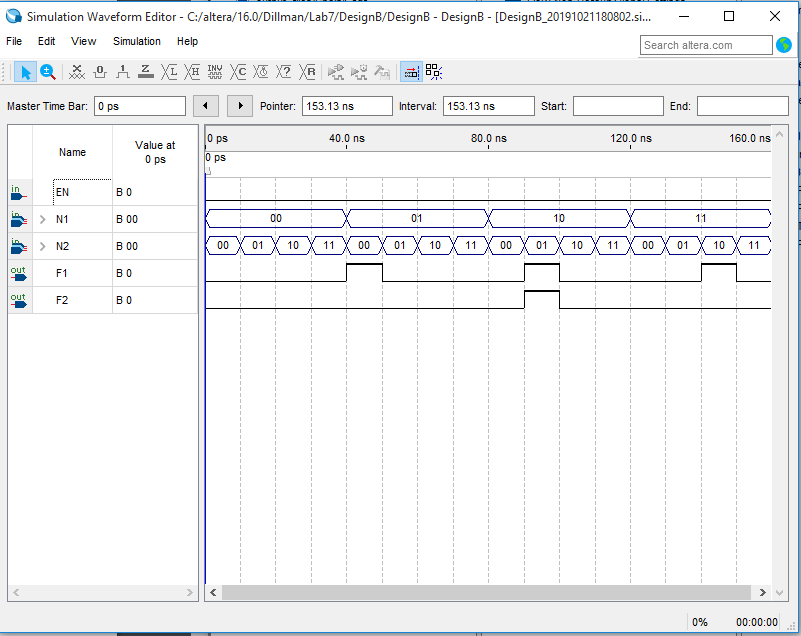 Simulation Waveform Editor - C:/altera/16.0/Dillman/Lab7/DesignB/DesignB - DesignB - [DesignB_20191021180802.si...
File Edit View Simulation Help
Search altera.com
Master Time Bar: 0 ps Pointer: 153.13 ns Interval: 153.13 ns Start: End:
Name Value at 0 ps
0 ps 40.0 ns 80.0 ns 120.0 ns 160.0 ns
0 ps
in EN B 0
in N1 B 00 00 01 10 11
in N2 B 00 00 01 10 11 00 01 10 11 00 01 10 11 00 01 10 11
out F1 B 0
out F2 B 0
0% 00:00:00